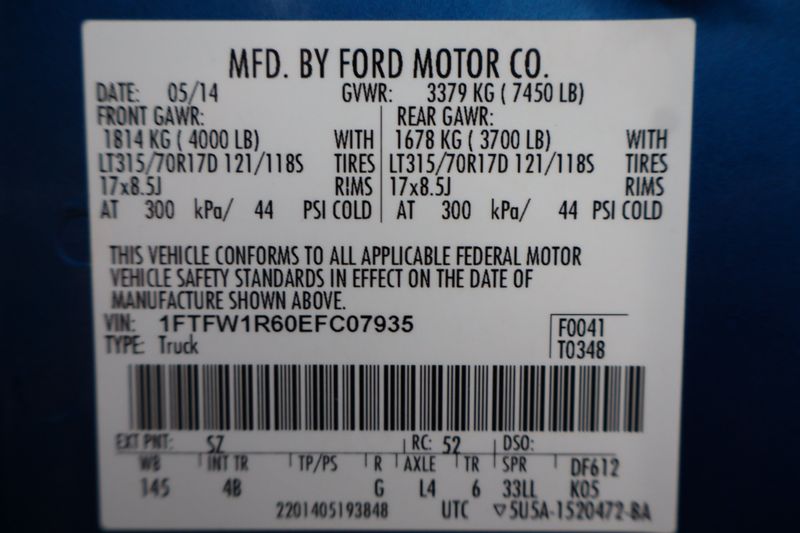 MFD. BY FORD MOTOR CO.
DATE: 05/14 GVWR: 3379 KG ( 7450 LB)
FRONT GAWR: REAR GAWR:
1814 KG ( 4000 LB) WITH 1678 KG ( 3700 LB) WITH
LT315/70R17D 121/118S TIRES LT315/70R17D 121/118S TIRES
17x8.5J RIMS 17x8.5J RIMS
AT 300 kPa/ 44 PSI COLD AT 300 kPa/ 44 PSI COLD
THIS VEHICLE CONFORMS TO ALL APPLICABLE FEDERAL MOTOR
VEHICLE SAFETY STANDARDS IN EFFECT ON THE DATE OF
MANUFACTURE SHOWN ABOVE.
VIN: 1FTFW1R60EFC07935 F0041
TYPE: Truck T0348
EXT PNT: SZ RC: 52 DSO:
WB INT TR TP/PS R AXLE TR SPR DF612
145 4B G L4 6 33LL K05
2201405193848 UTC ▽5U5A-1520472-BA